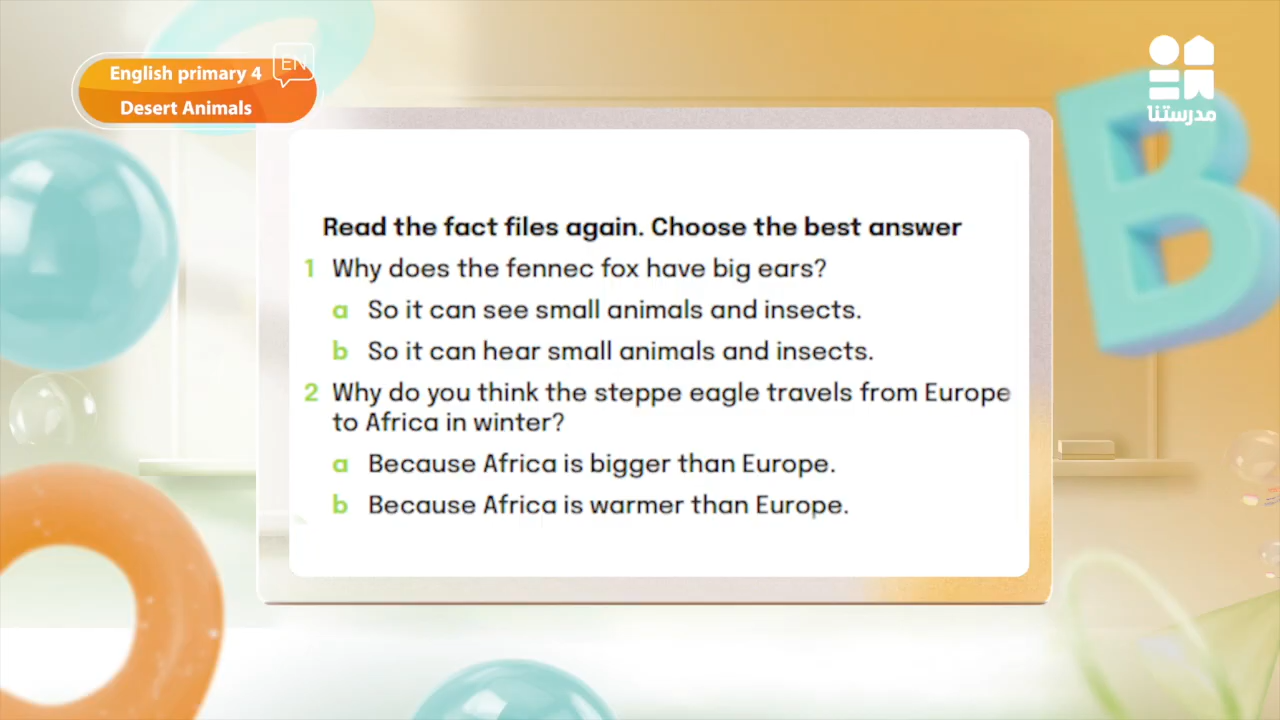 English primary 4
EN
Desert Animals
مدرستنا
Read the fact files again. Choose the best answer
1 Why does the fennec fox have big ears?
a So it can see small animals and insects.
b So it can hear small animals and insects.
2 Why do you think the steppe eagle travels from Europe
to Africa in winter?
a Because Africa is bigger than Europe.
b Because Africa is warmer than Europe.
B